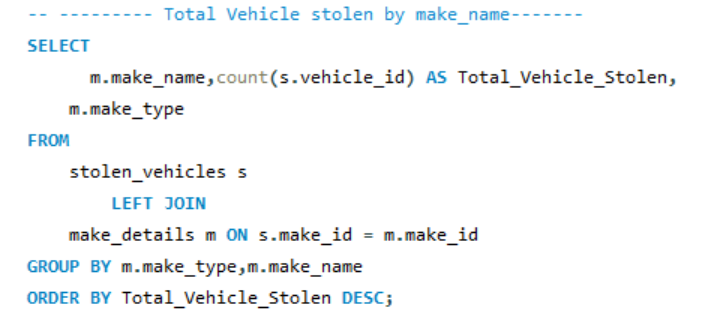 -- --------- Total Vehicle stolen by make_name-------
SELECT
m.make_name,count(s.vehicle_id) AS Total_Vehicle_Stolen,
m.make_type
FROM
stolen_vehicles s
LEFT JOIN
make_details m ON s.make_id = m.make_id
GROUP BY m.make_type,m.make_name
ORDER BY Total_Vehicle_Stolen DESC;